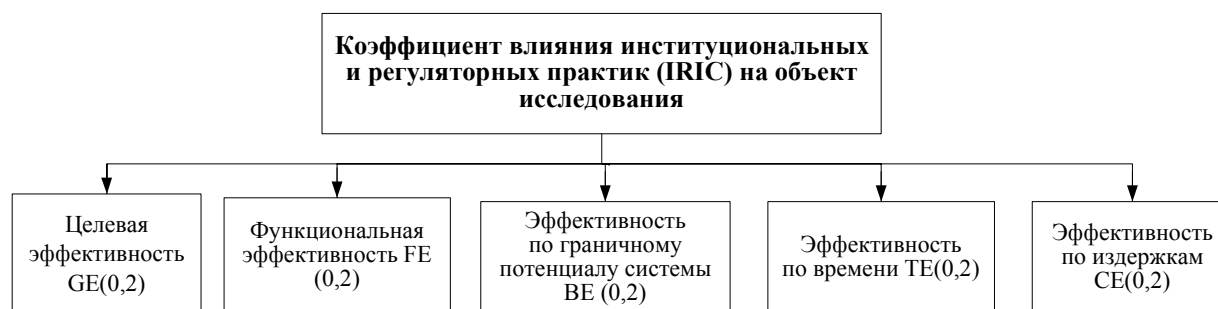 Коэффициент влияния институциональных
и регуляторных практик (IRIC) на объект
исследования
Целевая
эффективность
GE(0,2)
Функциональная
эффективность FE
(0,2)
Эффективность
по граничному
потенциалу системы
BE (0,2)
Эффективность
по времени TE(0,2)
Эффективность
по издержкам
CE(0,2)